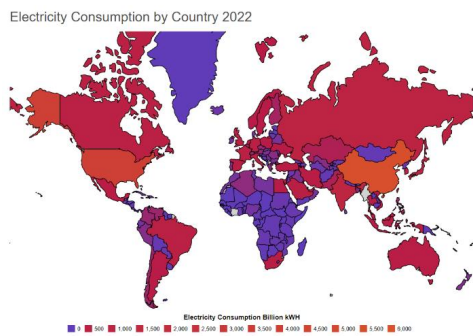 Electricity Consumption by Country 2022
Electricity Consumption Billion kWH
0 500 1.000 1,500 2.000 2.500 3.000 3.500 4.000 4,500 5.000 5.500 6.000